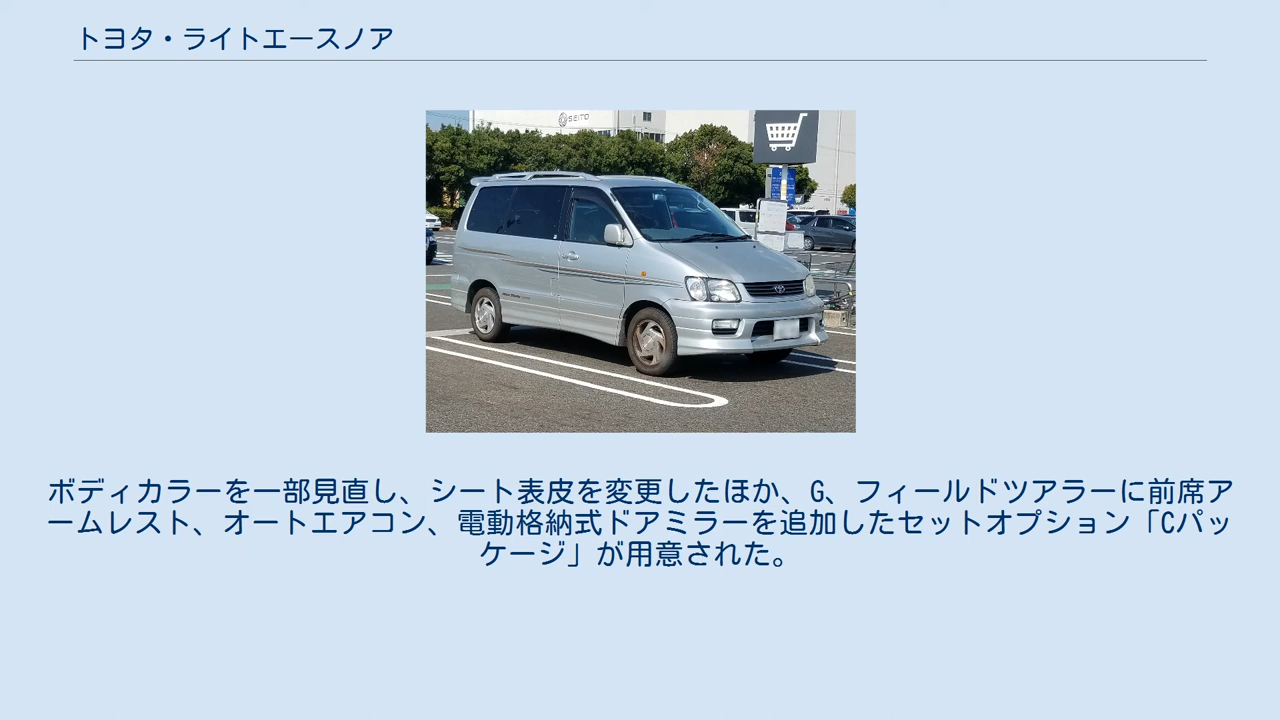 トヨタ・ライトエースノア
SEITO
ボディカラーを一部見直し、シート表皮を変更したほか、G、フィールドツアラーに前席ア
ームレスト、オートエアコン、電動格納式ドアミラーを追加したセットオプション「Cパッ
ケージ」が用意された。